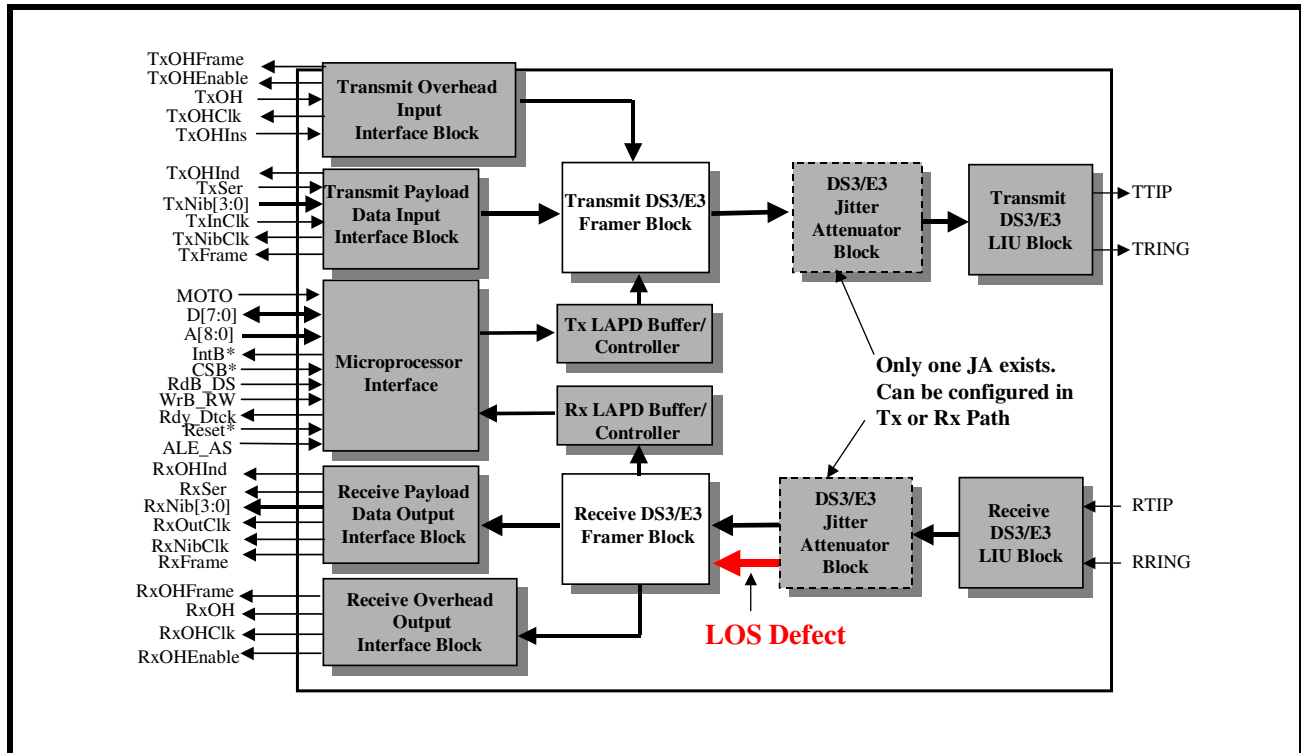 TxOHFrame
TxOHEnable
TxOH
TxOHClk
TxOHIns
Transmit Overhead
Input
Interface Block
TxOHInd
TxSer
TxNib[3:0]
TxInClk
TxNibClk
TxFrame
Transmit Payload
Data Input
Interface Block
Transmit DS3/E3
Framer Block
DS3/E3
Jitter
Attenuator
Block
Transmit
DS3/E3
LIU Block
TTIP
TRING
MOTO
D[7:0]
A[8:0]
IntB*
CSB*
RdB_DS
WrB_RW
Rdy_Dtck
Reset*
ALE_AS
Microprocessor
Interface
Tx LAPD Buffer/
Controller
Rx LAPD Buffer/
Controller
Only one JA exists.
Can be configured in
Tx or Rx Path
RxOHInd
RxSer
RxNib[3:0]
RxOutClk
RxNibClk
RxFrame
Receive Payload
Data Output
Interface Block
Receive DS3/E3
Framer Block
DS3/E3
Jitter
Attenuator
Block
Receive
DS3/E3
LIU Block
RTIP
RRING
RxOHFrame
RxOH
RxOHClk
RxOHEnable
Receive Overhead
Output
Interface Block
LOS Defect